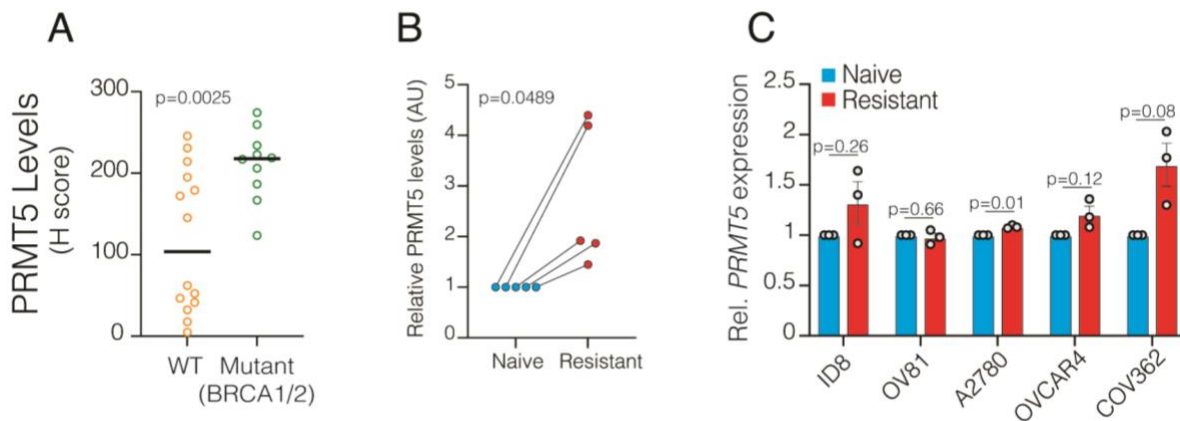 A
PRMT5 Levels
(H score)
300
200
100
0
p=0.0025
WT
Mutant
(BRCA1/2)
B
Relative PRMT5 levels (AU)
5
4
3
2
1
0
p=0.0489
Naive
Resistant
C
Rel. PRMT5 expression
2.5
2
1.5
1
0.5
0
Naive
Resistant
p=0.26
p=0.66
p=0.01
p=0.12
p=0.08
ID8
OV81
A2780
OVCAR4
COV362